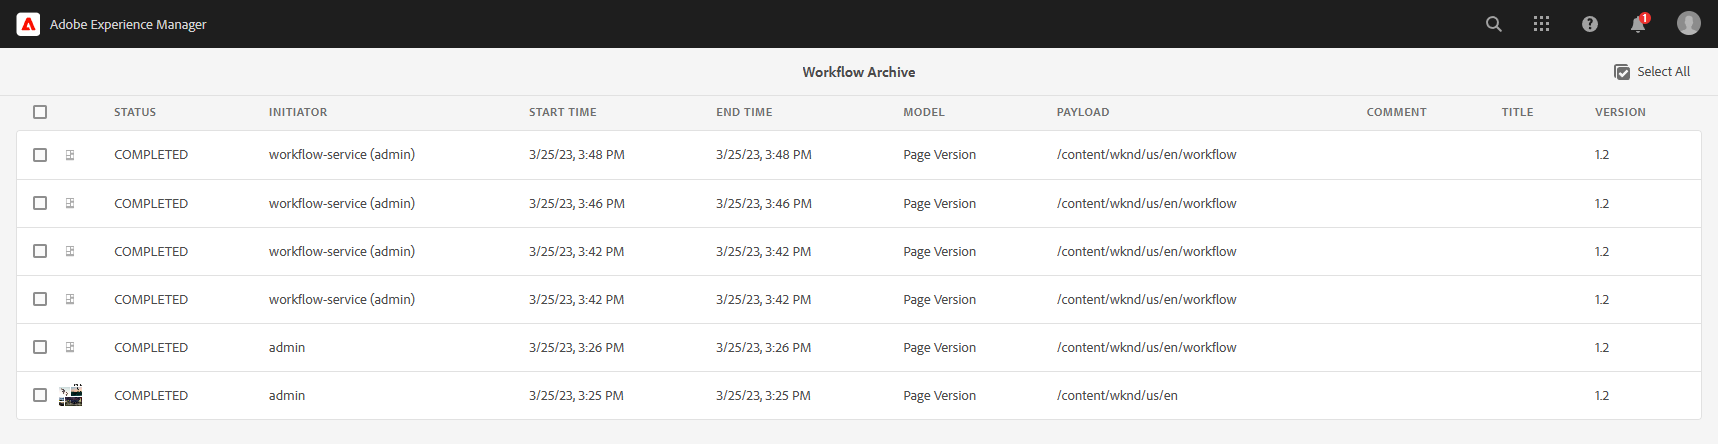 Adobe Experience Manager
1
Workflow Archive
Select All
STATUS INITIATOR START TIME END TIME MODEL PAYLOAD COMMENT TITLE VERSION
COMPLETED workflow-service (admin) 3/25/23, 3:48 PM 3/25/23, 3:48 PM Page Version /content/wknd/us/en/workflow 1.2
COMPLETED workflow-service (admin) 3/25/23, 3:46 PM 3/25/23, 3:46 PM Page Version /content/wknd/us/en/workflow 1.2
COMPLETED workflow-service (admin) 3/25/23, 3:42 PM 3/25/23, 3:42 PM Page Version /content/wknd/us/en/workflow 1.2
COMPLETED workflow-service (admin) 3/25/23, 3:42 PM 3/25/23, 3:42 PM Page Version /content/wknd/us/en/workflow 1.2
COMPLETED admin 3/25/23, 3:26 PM 3/25/23, 3:26 PM Page Version /content/wknd/us/en/workflow 1.2
COMPLETED admin 3/25/23, 3:25 PM 3/25/23, 3:25 PM Page Version /content/wknd/us/en 1.2